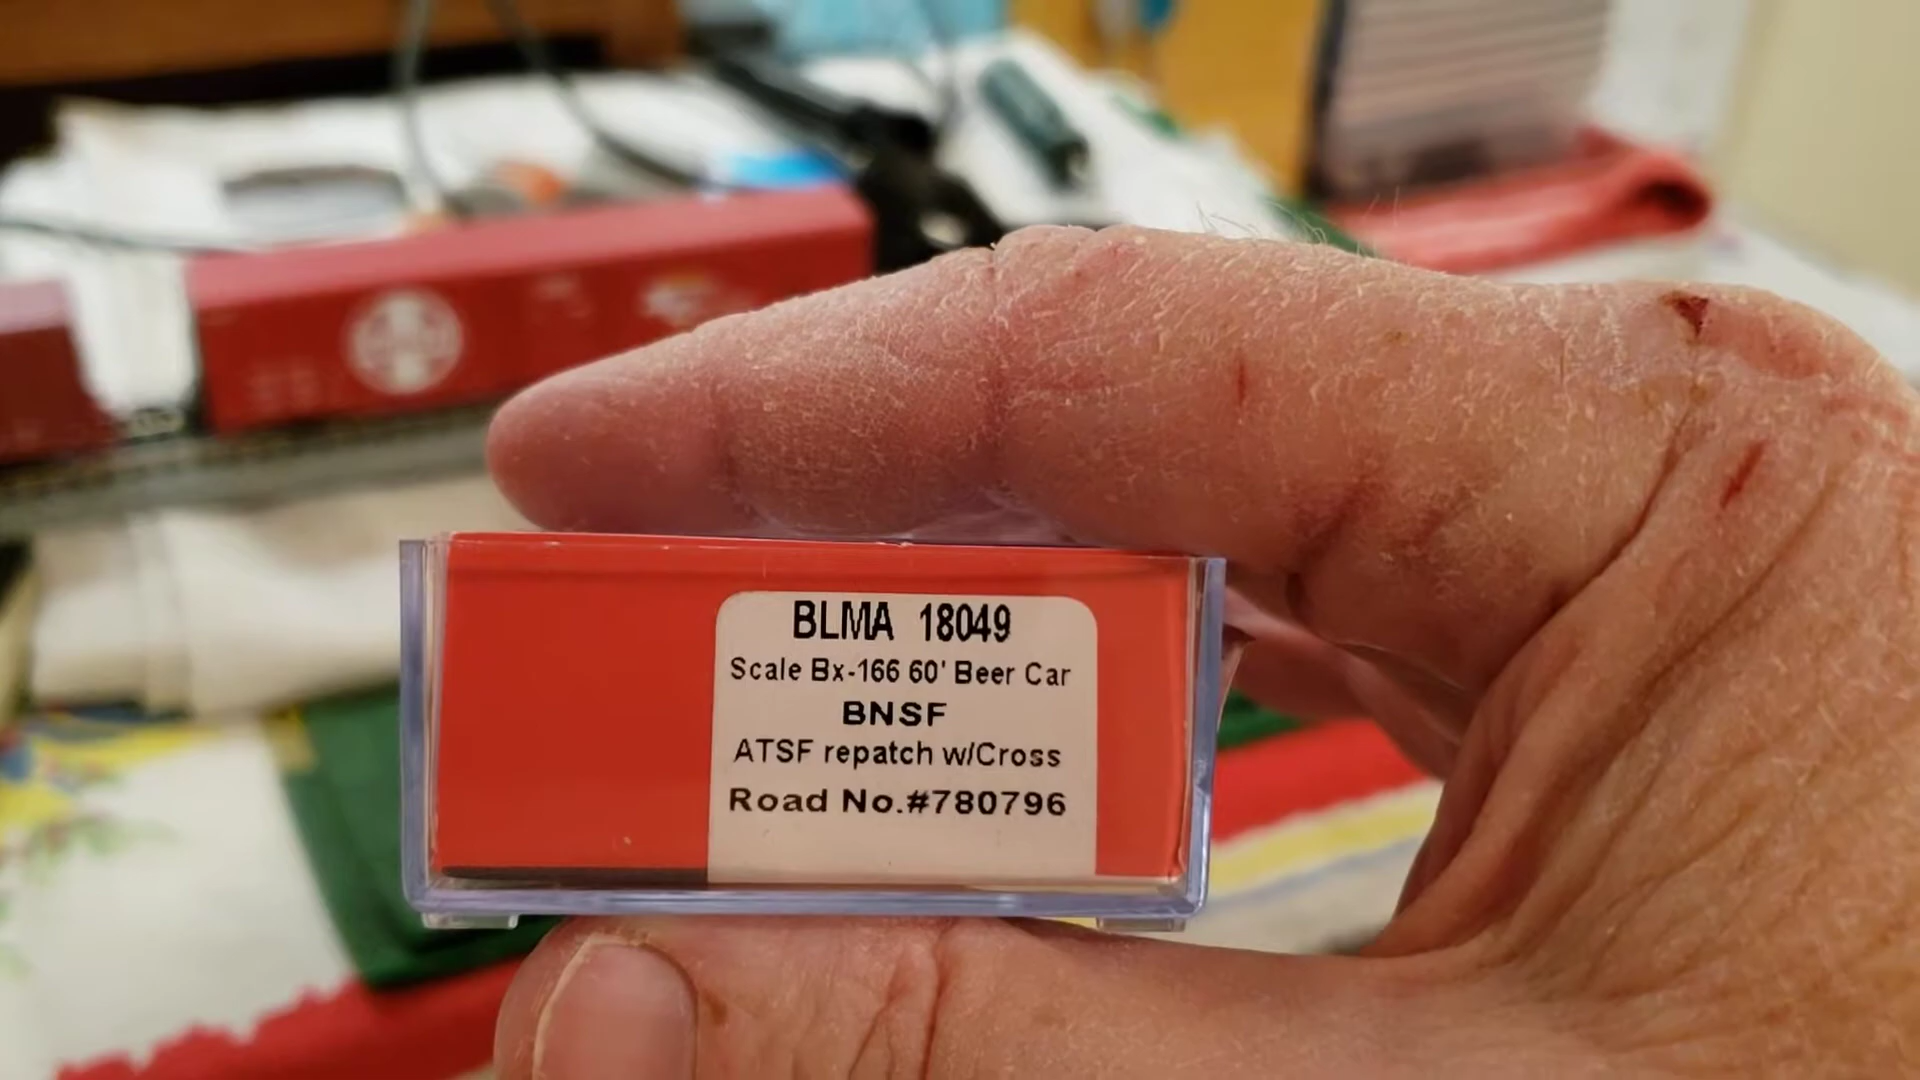 BLMA 18049
Scale Bx-166 60' Beer Car
BNSF
ATSF repatch w/Cross
Road No.#780796